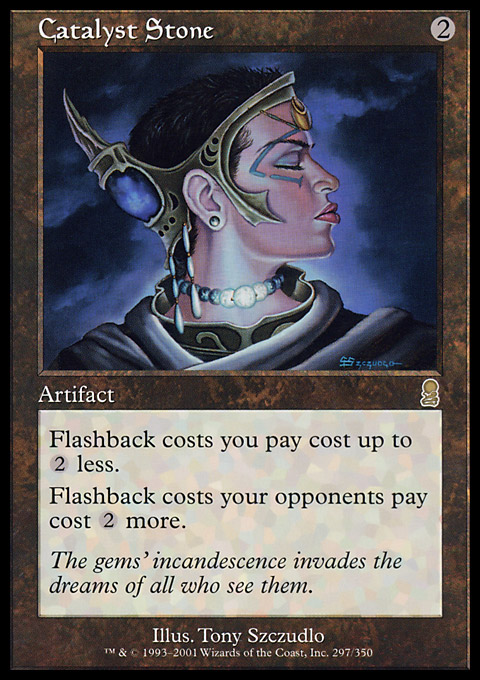 Catalyst Stone 2
SZCZUDLO
Artifact
Flashback costs you pay cost up to
2 less.
Flashback costs your opponents pay
cost 2 more.
The gems' incandescence invades the
dreams of all who see them.
Illus. Tony Szczudlo
™ & © 1993–2001 Wizards of the Coast, Inc. 297/350